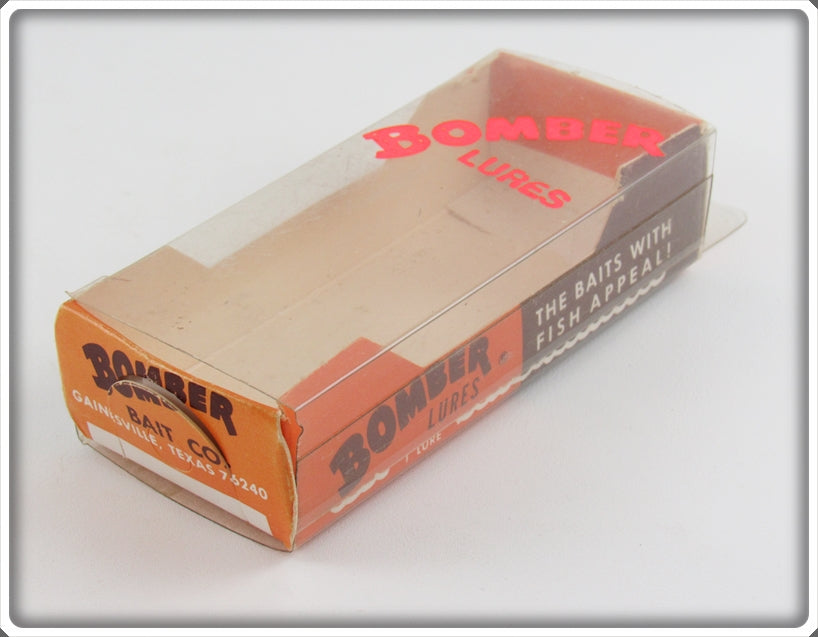 BOMBER
LURES
THE BAITS WITH
FISH APPEAL!
BOMBER
LURES
1 LURE
BOMBER
BAIT CO.
GAINESVILLE, TEXAS 76240